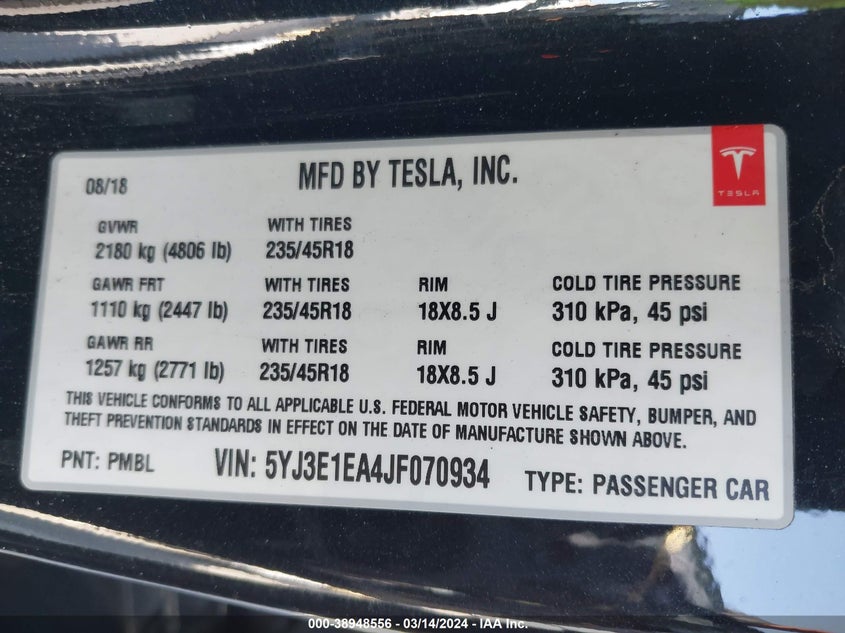 08/18
MFD BY TESLA, INC.
TESLA
GVWR WITH TIRES
2180 kg (4806 lb) 235/45R18
GAWR FRT WITH TIRES RIM COLD TIRE PRESSURE
1110 kg (2447 lb) 235/45R18 18X8.5 J 310 kPa, 45 psi
GAWR RR WITH TIRES RIM COLD TIRE PRESSURE
1257 kg (2771 lb) 235/45R18 18X8.5 J 310 kPa, 45 psi
THIS VEHICLE CONFORMS TO ALL APPLICABLE U.S. FEDERAL MOTOR VEHICLE SAFETY, BUMPER, AND
THEFT PREVENTION STANDARDS IN EFFECT ON THE DATE OF MANUFACTURE SHOWN ABOVE.
PNT: PMBL VIN: 5YJ3E1EA4JF070934 TYPE: PASSENGER CAR
000-38948556 - 03/14/2024 - IAA Inc.